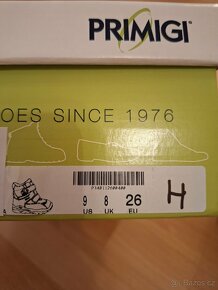 PRIMIGI
OES SINCE 1976
9 8 26
US UK EU
H